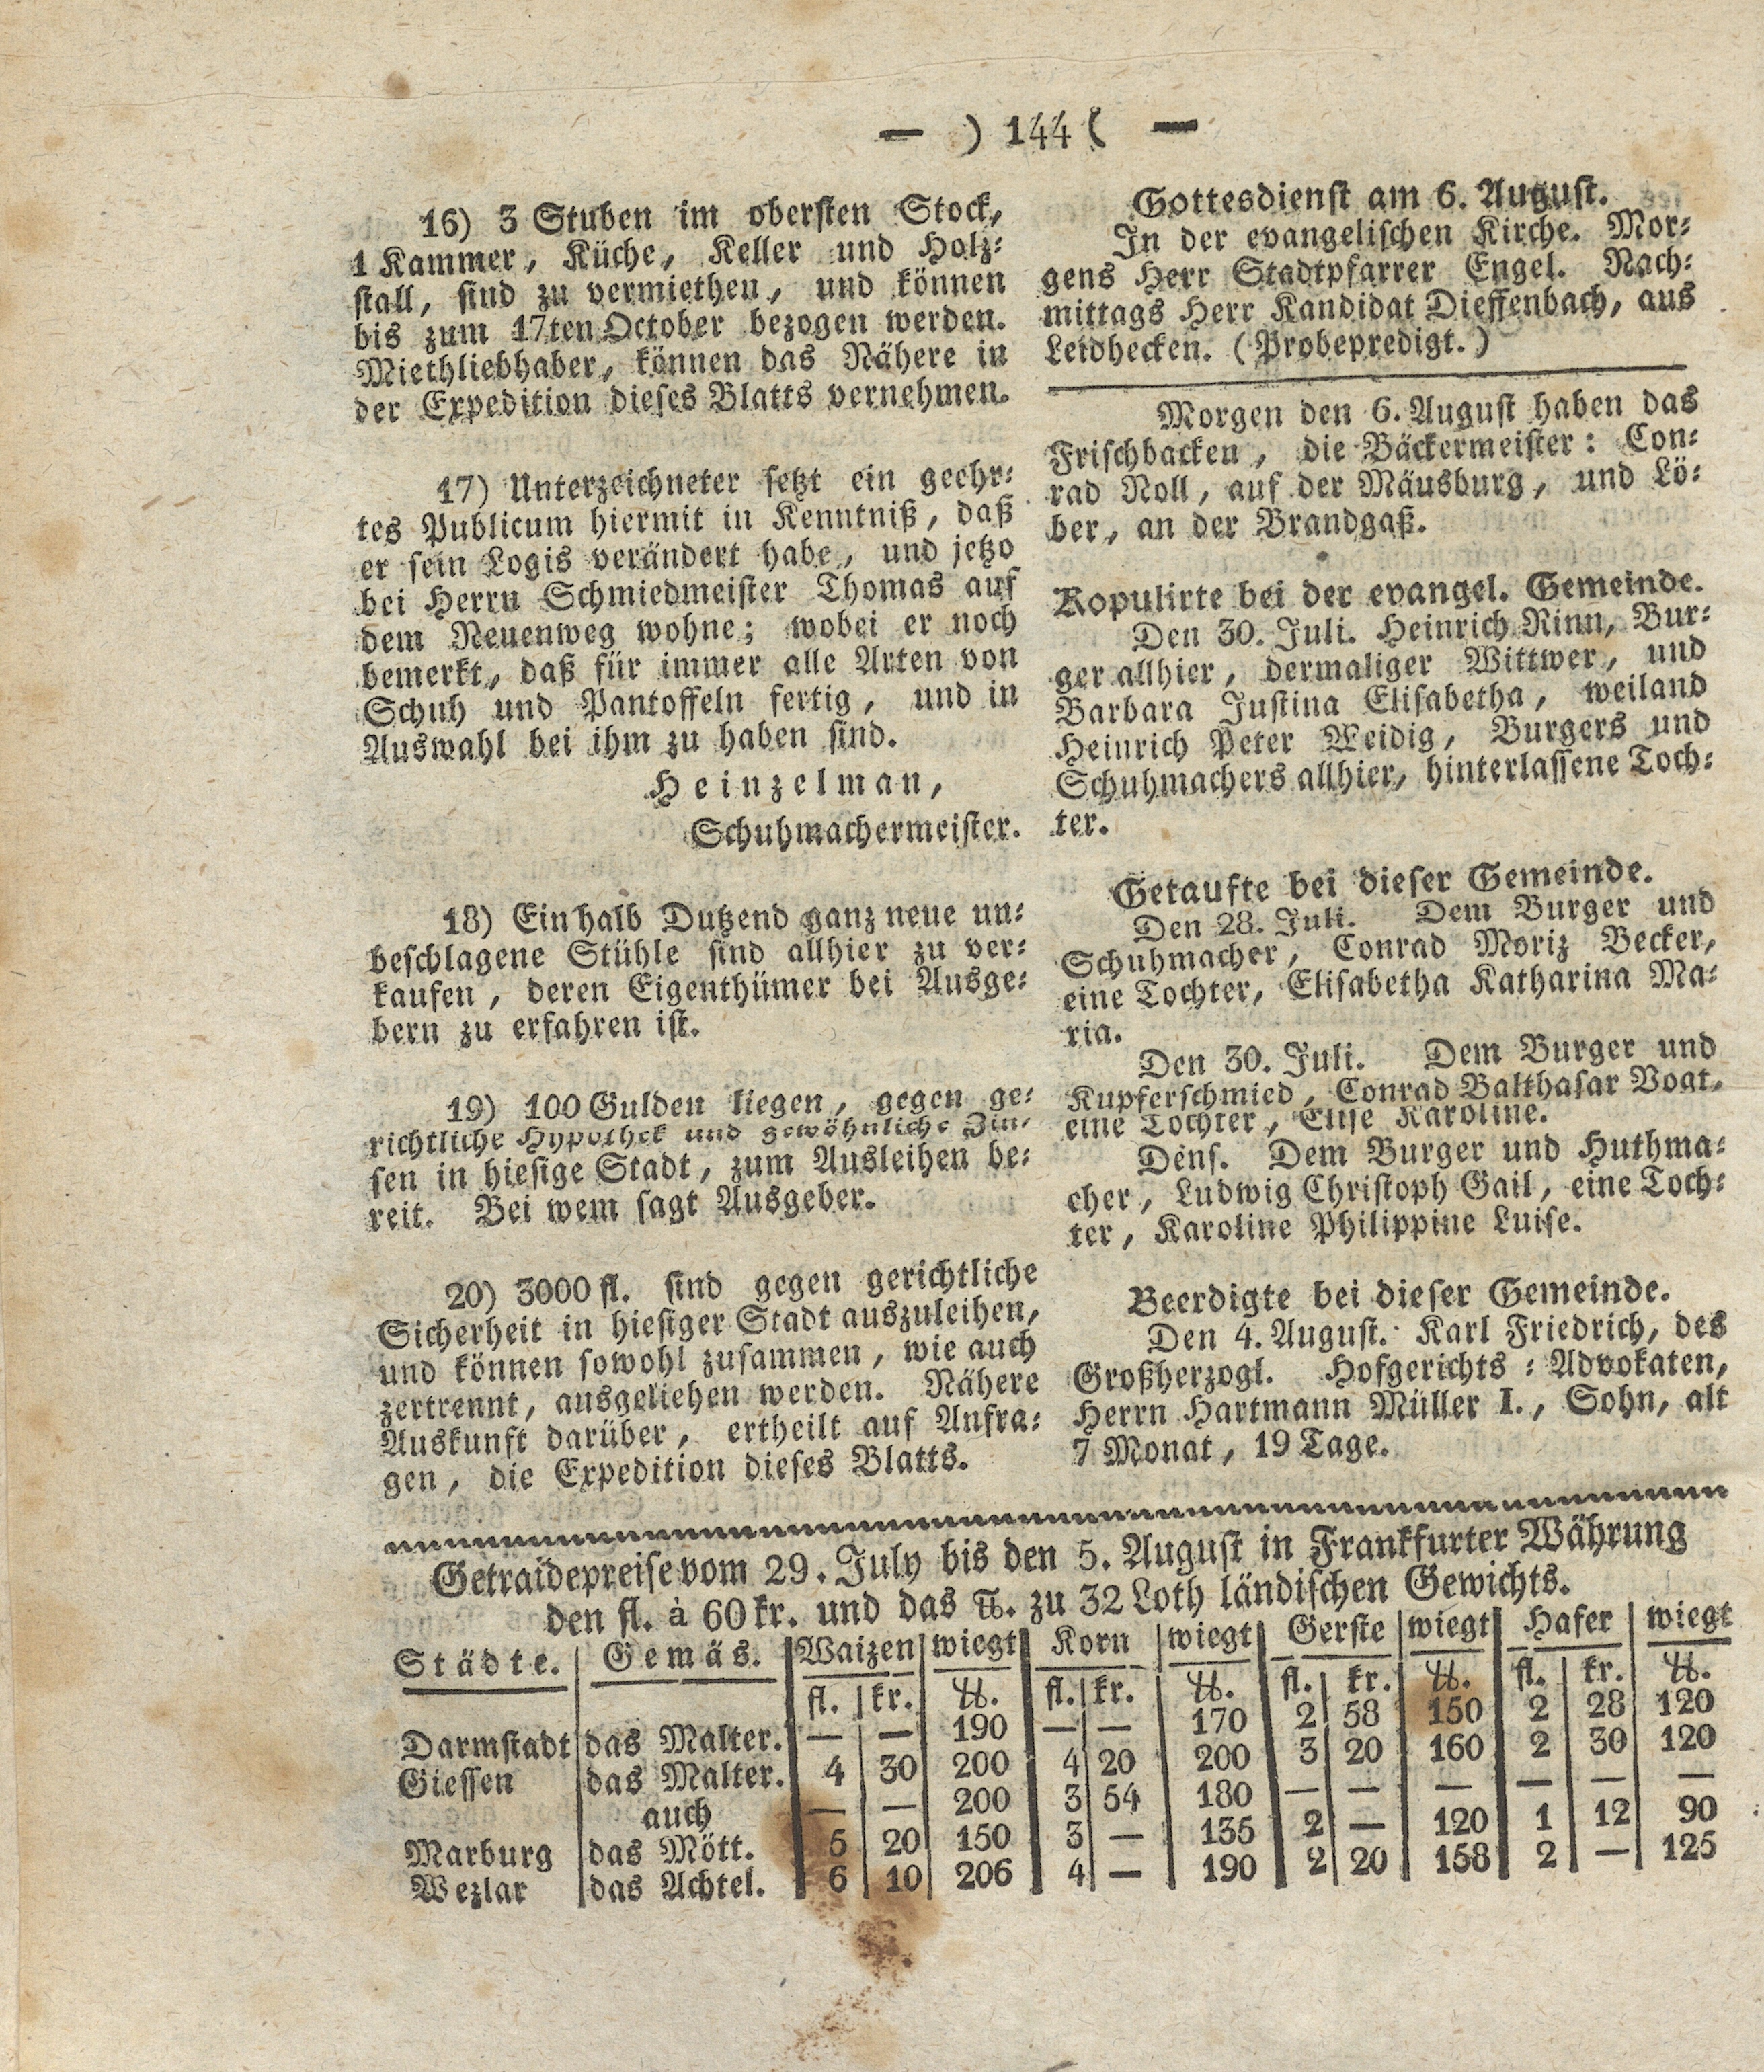 — ) 144 ( —
16) 3 Stuben im obersten Stock,
1 Kammer, Küche, Keller und Holz-
stall, sind zu vermiethen, und können
bis zum 17ten October bezogen werden.
Miethliebhaber, können das Nähere in
der Expedition dieses Blatts vernehmen.
17) Unterzeichneter setzt ein geehr-
tes Publicum hiermit in Kenntniß, daß
er sein Logis verändert habe, und jetzo
bei Herrn Schmiedmeister Thomas auf
dem Neuenweg wohne; wobei er noch
bemerkt, daß für immer alle Arten von
Schuh und Pantoffeln fertig, und in
Auswahl bei ihm zu haben sind.
Heinzelman,
Schuhmachermeister.
18) Ein halb Dutzend ganz neue un-
beschlagene Stühle sind allhier zu ver-
kaufen, deren Eigenthümer bei Ausge-
bern zu erfahren ist.
19) 100 Gulden liegen, gegen ge-
richtliche Hypothek und gewöhnliche Zin-
sen in hiesige Stadt, zum Ausleihen be-
reit. Bei wem sagt Ausgeber.
20) 3000 fl. sind gegen gerichtliche
Sicherheit in hiesiger Stadt auszuleihen,
und können sowohl zusammen, wie auch
zertrennt, ausgeliehen werden. Nähere
Auskunft darüber, ertheilt auf Anfra-
gen, die Expedition dieses Blatts.
Gottesdienst am 6. August.
In der evangelischen Kirche. Mor-
gens Herr Stadtpfarrer Engel. Nach-
mittags Herr Kandidat Dieffenbach, aus
Leidhecken. (Probepredigt.)
Morgen den 6. August haben das
Frischbacken, die Bäckermeister: Con-
rad Noll, auf der Mäusburg, und Lö-
ber, an der Brandgaß.
Kopulirte bei der evangel. Gemeinde.
Den 30. Juli. Heinrich Rinn, Bur-
ger allhier, dermaliger Wittwer, und
Barbara Justina Elisabetha, weiland
Heinrich Peter Weidig, Burgers und
Schuhmachers allhier, hinterlassene Toch-
ter.
Getaufte bei dieser Gemeinde.
Den 28. Juli. Dem Burger und
Schuhmacher, Conrad Moriz Becker,
eine Tochter, Elisabetha Katharina Ma-
ria.
Den 30. Juli. Dem Burger und
Kupferschmied, Conrad Balthasar Vogt,
eine Tochter, Elise Karoline.
Dens. Dem Burger und Huthma-
cher, Ludwig Christoph Gail, eine Toch-
ter, Karoline Philippine Luise.
Beerdigte bei dieser Gemeinde.
Den 4. August. Karl Friedrich, des
Großherzogl. Hofgerichts-Advokaten,
Herrn Hartmann Müller I., Sohn, alt
7 Monat, 19 Tage.
Getraidepreise vom 29. July bis den 5. August in Frankfurter Währung
den fl. à 60 kr. und das ℔. zu 32 Loth ländischen Gewichts.
Städte. Gemäs. Waizen wiegt Korn wiegt Gerste wiegt Hafer wiegt
fl. kr. ℔. fl. kr. ℔. fl. kr. ℔. fl. kr. ℔.
Darmstadt das Malter. — — 190 — — 170 2 58 150 2 28 120
Giessen das Malter. 4 30 200 4 20 200 3 20 160 2 30 120
auch — — 200 3 54 180 — — — — — —
Marburg das Mött. 5 20 150 3 — 135 2 — 120 1 12 90
Wezlar das Achtel. 6 10 206 4 — 190 2 20 158 2 — 125